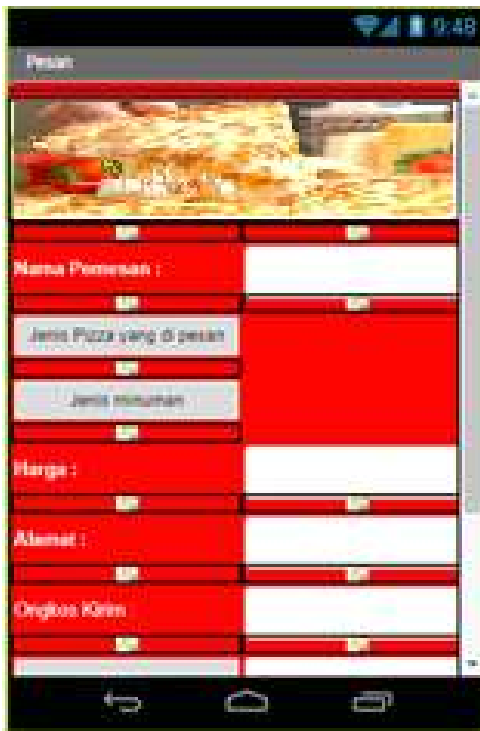 9:48
Pesan
Nama Pemesan :
Jenis Pizza yang di pesan
Jenis minuman
Harga :
Alamat :
Ongkos Kirim